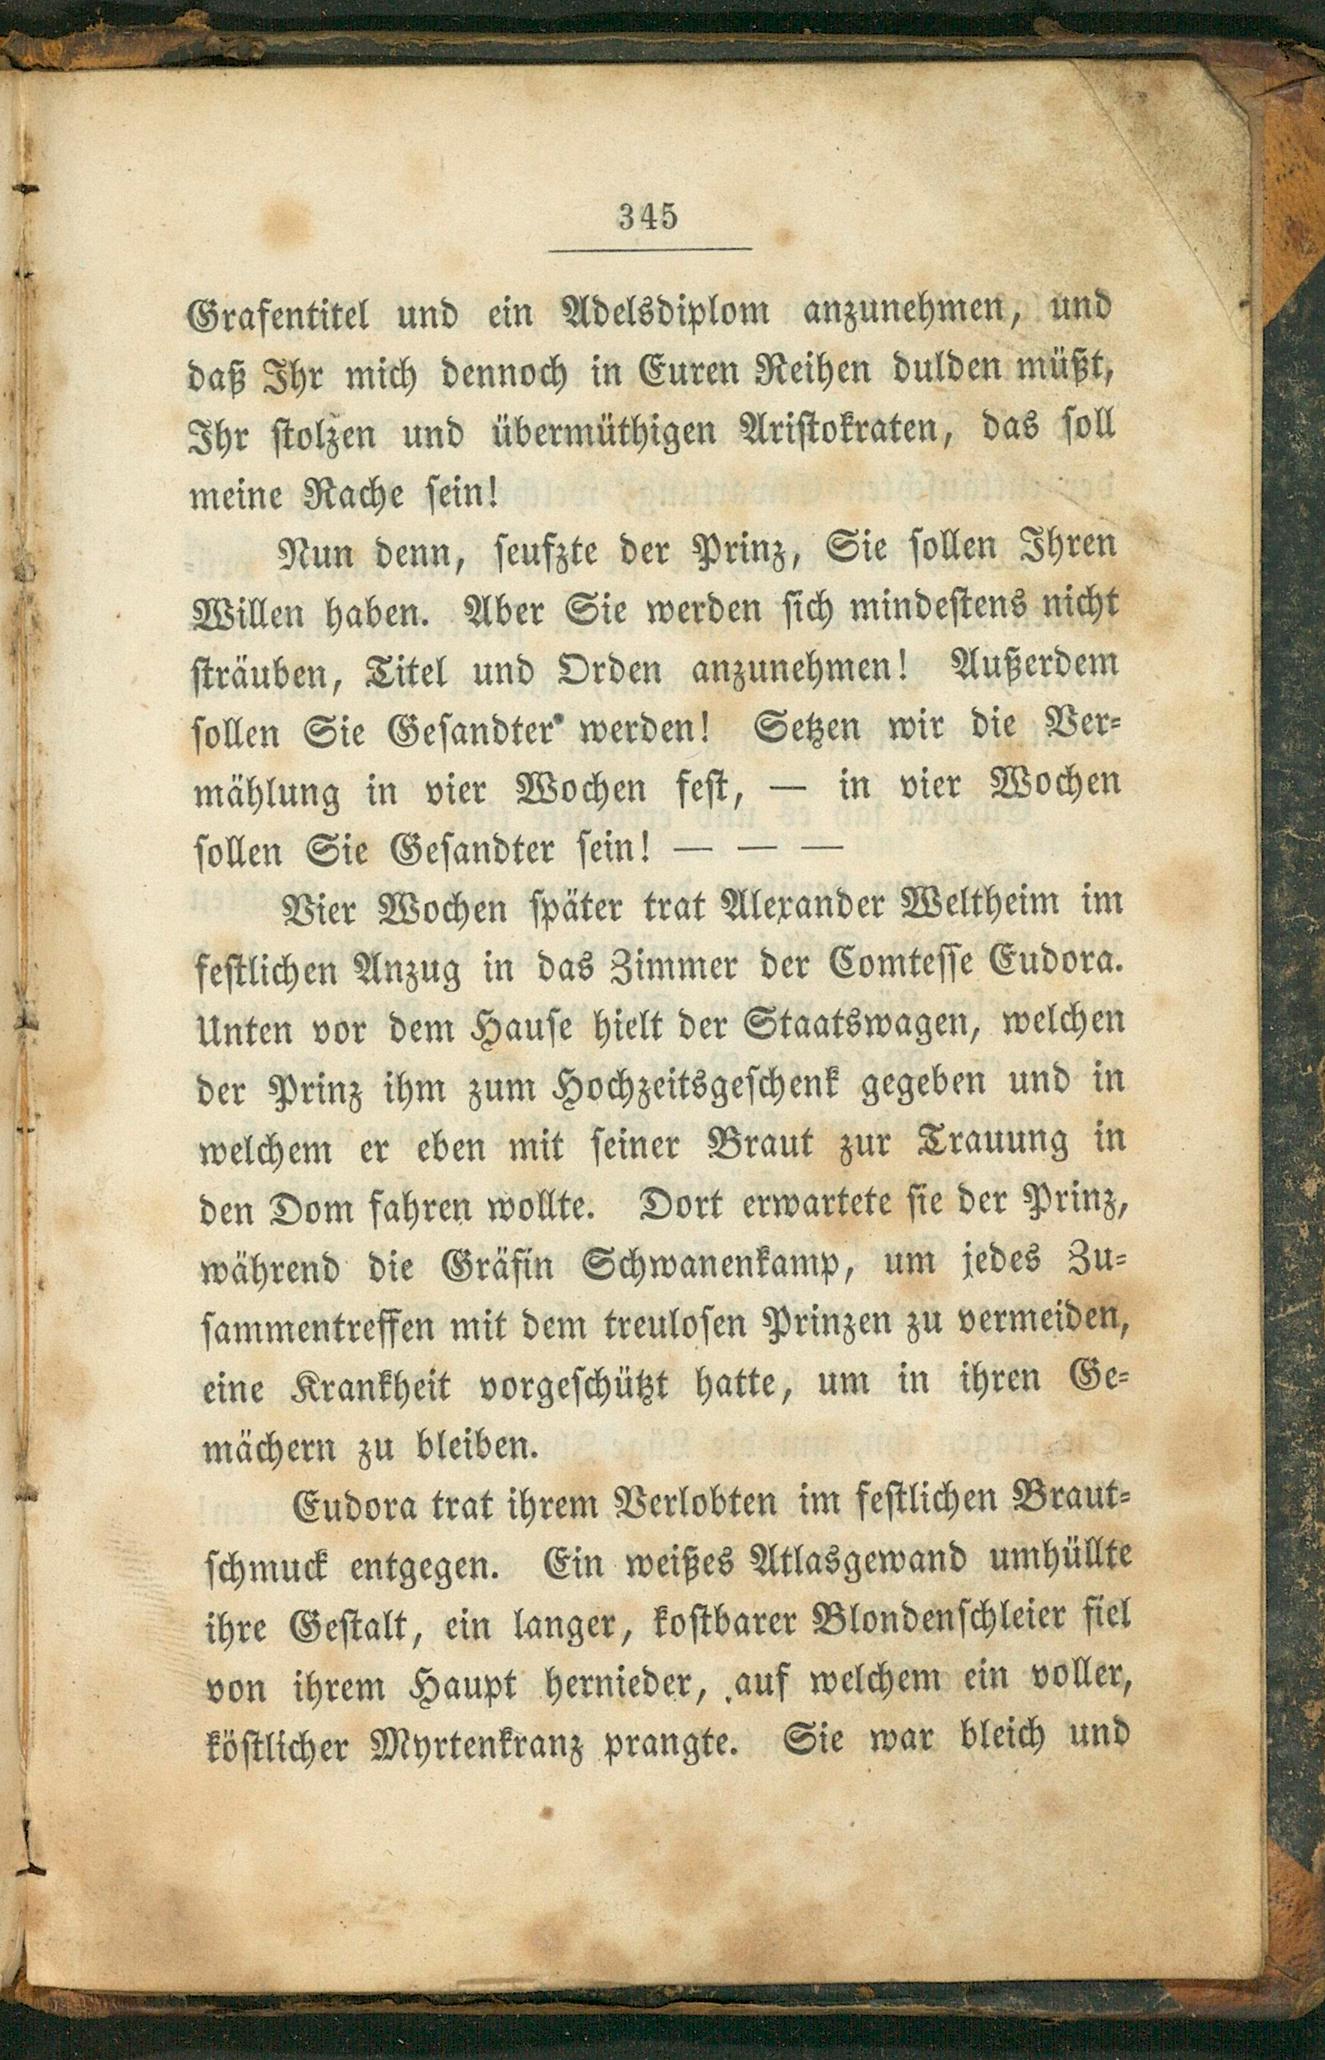 345
Grafentitel und ein Adelsdiplom anzunehmen, und
daß Ihr mich dennoch in Euren Reihen dulden müßt,
Ihr stolzen und übermüthigen Aristokraten, das soll
meine Rache sein!
Nun denn, seufzte der Prinz, Sie sollen Ihren
Willen haben. Aber Sie werden sich mindestens nicht
sträuben, Titel und Orden anzunehmen! Außerdem
sollen Sie Gesandter werden! Setzen wir die Ver-
mählung in vier Wochen fest, — in vier Wochen
sollen Sie Gesandter sein! — — —
Vier Wochen später trat Alexander Weltheim im
festlichen Anzug in das Zimmer der Comtesse Eudora.
Unten vor dem Hause hielt der Staatswagen, welchen
der Prinz ihm zum Hochzeitsgeschenk gegeben und in
welchem er eben mit seiner Braut zur Trauung in
den Dom fahren wollte. Dort erwartete sie der Prinz,
während die Gräfin Schwanenkamp, um jedes Zu-
sammentreffen mit dem treulosen Prinzen zu vermeiden,
eine Krankheit vorgeschützt hatte, um in ihren Ge-
mächern zu bleiben.
Eudora trat ihrem Verlobten im festlichen Braut-
schmuck entgegen. Ein weißes Atlasgewand umhüllte
ihre Gestalt, ein langer, kostbarer Blondenschleier fiel
von ihrem Haupt hernieder, auf welchem ein voller,
köstlicher Myrtenkranz prangte. Sie war bleich und